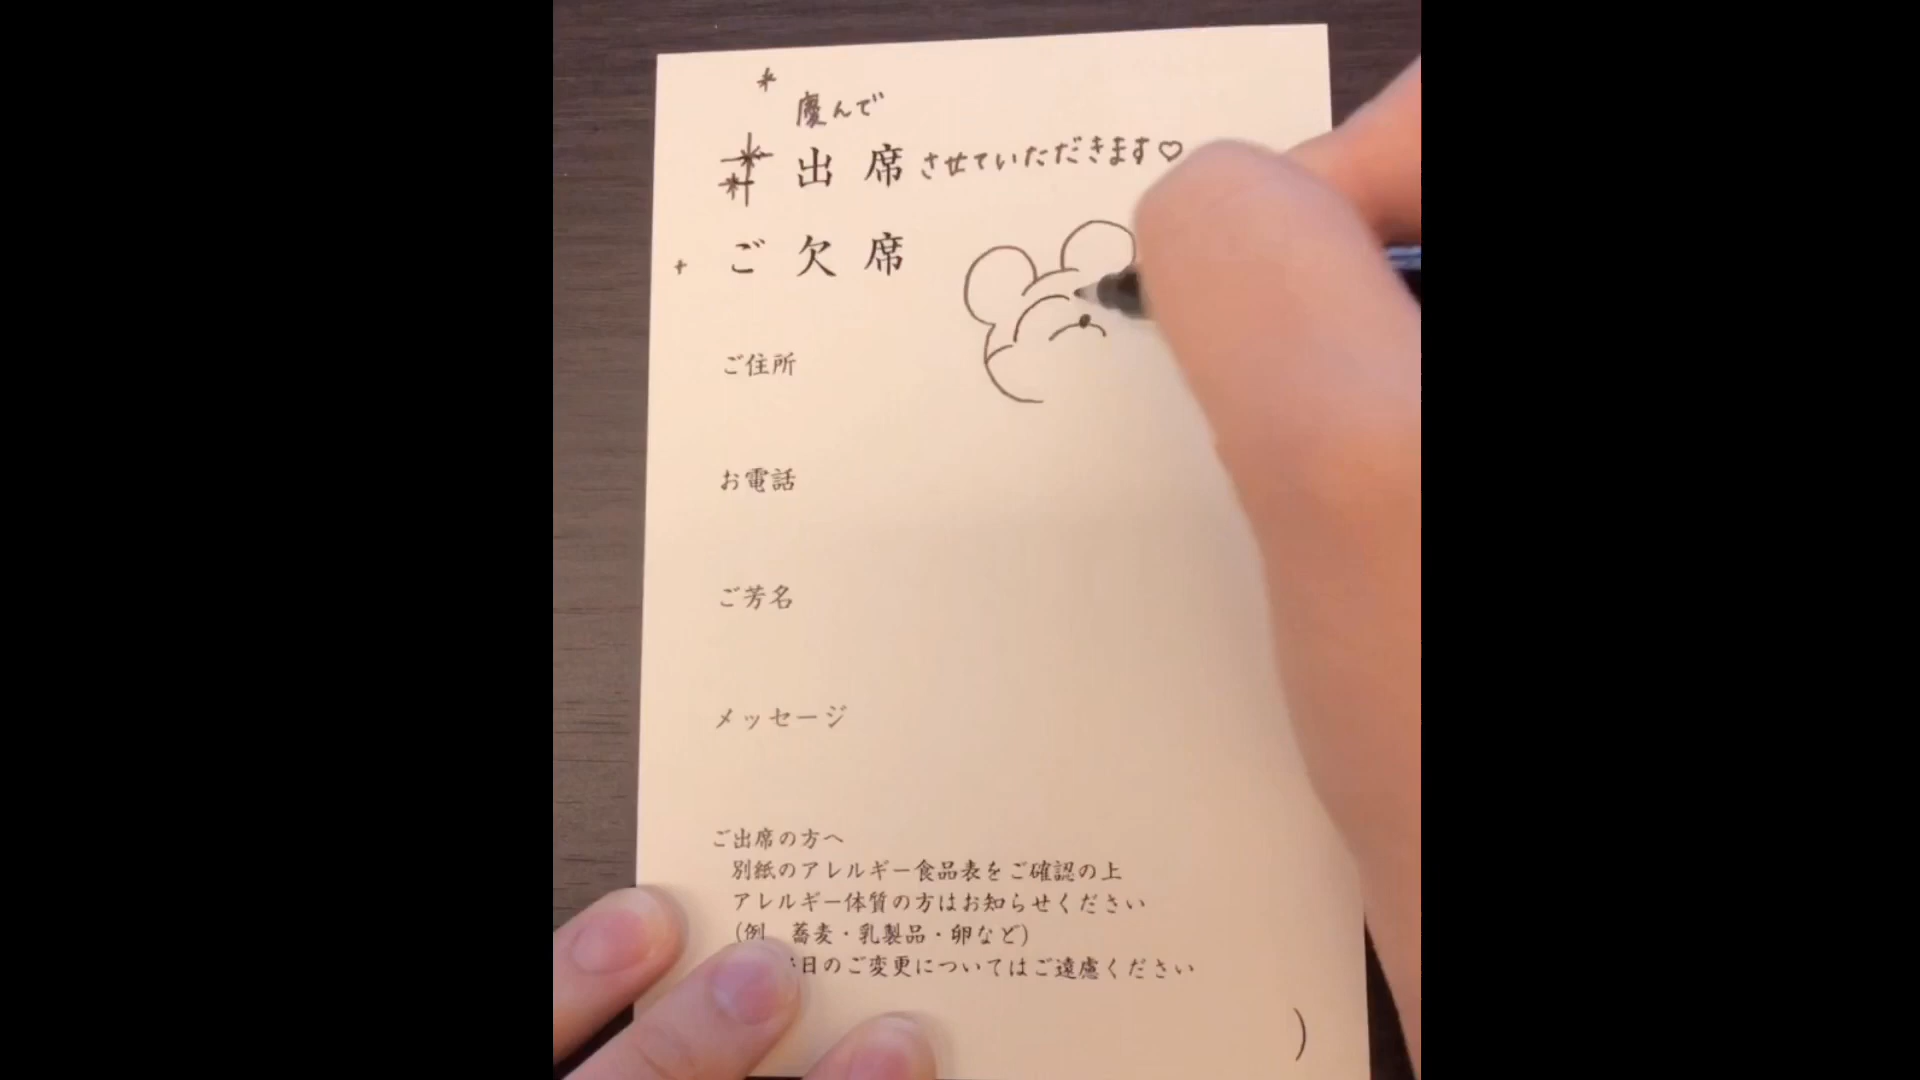 慶んで
出席させていただきます♡
ご欠席
ご住所
お電話
ご芳名
メッセージ
ご出席の方へ
別紙のアレルギー食品表をご確認の上
アレルギー体質の方はお知らせください
(例 蕎麦・乳製品・卵など)
日のご変更についてはご遠慮ください
)